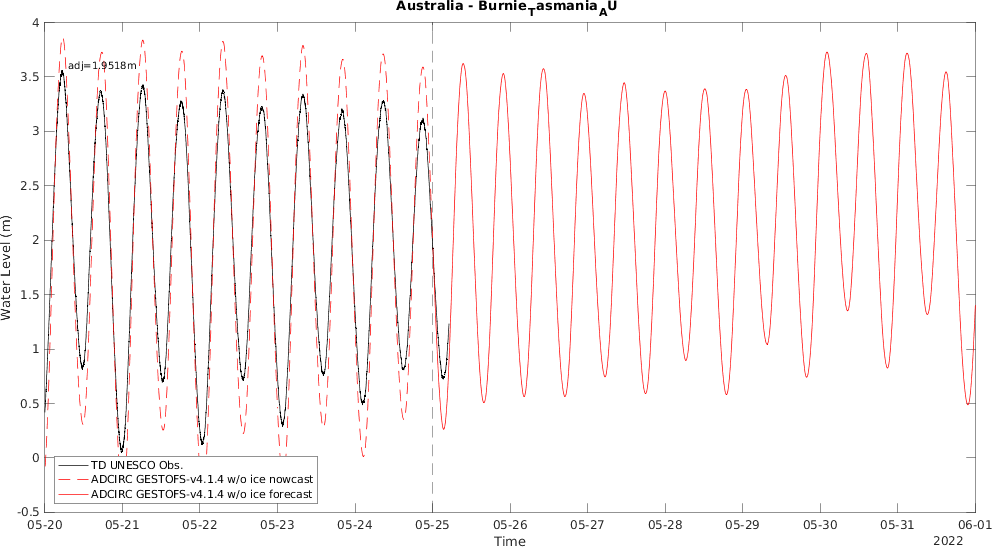 Australia - BurnieTasmaniaAU
adj=1.9518m
4
3.5
3
2.5
2
1.5
1
0.5
0
-0.5
Water Level (m)
TD UNESCO Obs.
ADCIRC GESTOFS-v4.1.4 w/o ice nowcast
ADCIRC GESTOFS-v4.1.4 w/o ice forecast
05-20 05-21 05-22 05-23 05-24 05-25 05-26 05-27 05-28 05-29 05-30 05-31 06-01
Time
2022